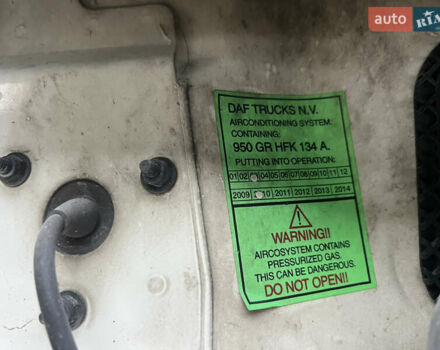 auto RIA
DAF TRUCKS N.V.
AIRCONDITIONING SYSTEM:
CONTAINING:
950 GR HFK 134 A.
PUTTING INTO OPERATION:
01 02 04 05 06 07 08 09 10 11 12
2009 2010 2011 2012 2013 2014
WARNING!!
AIRCOSYSTEM CONTAINS
PRESSURIZED GAS.
THIS CAN BE DANGEROUS.
DO NOT OPEN!!